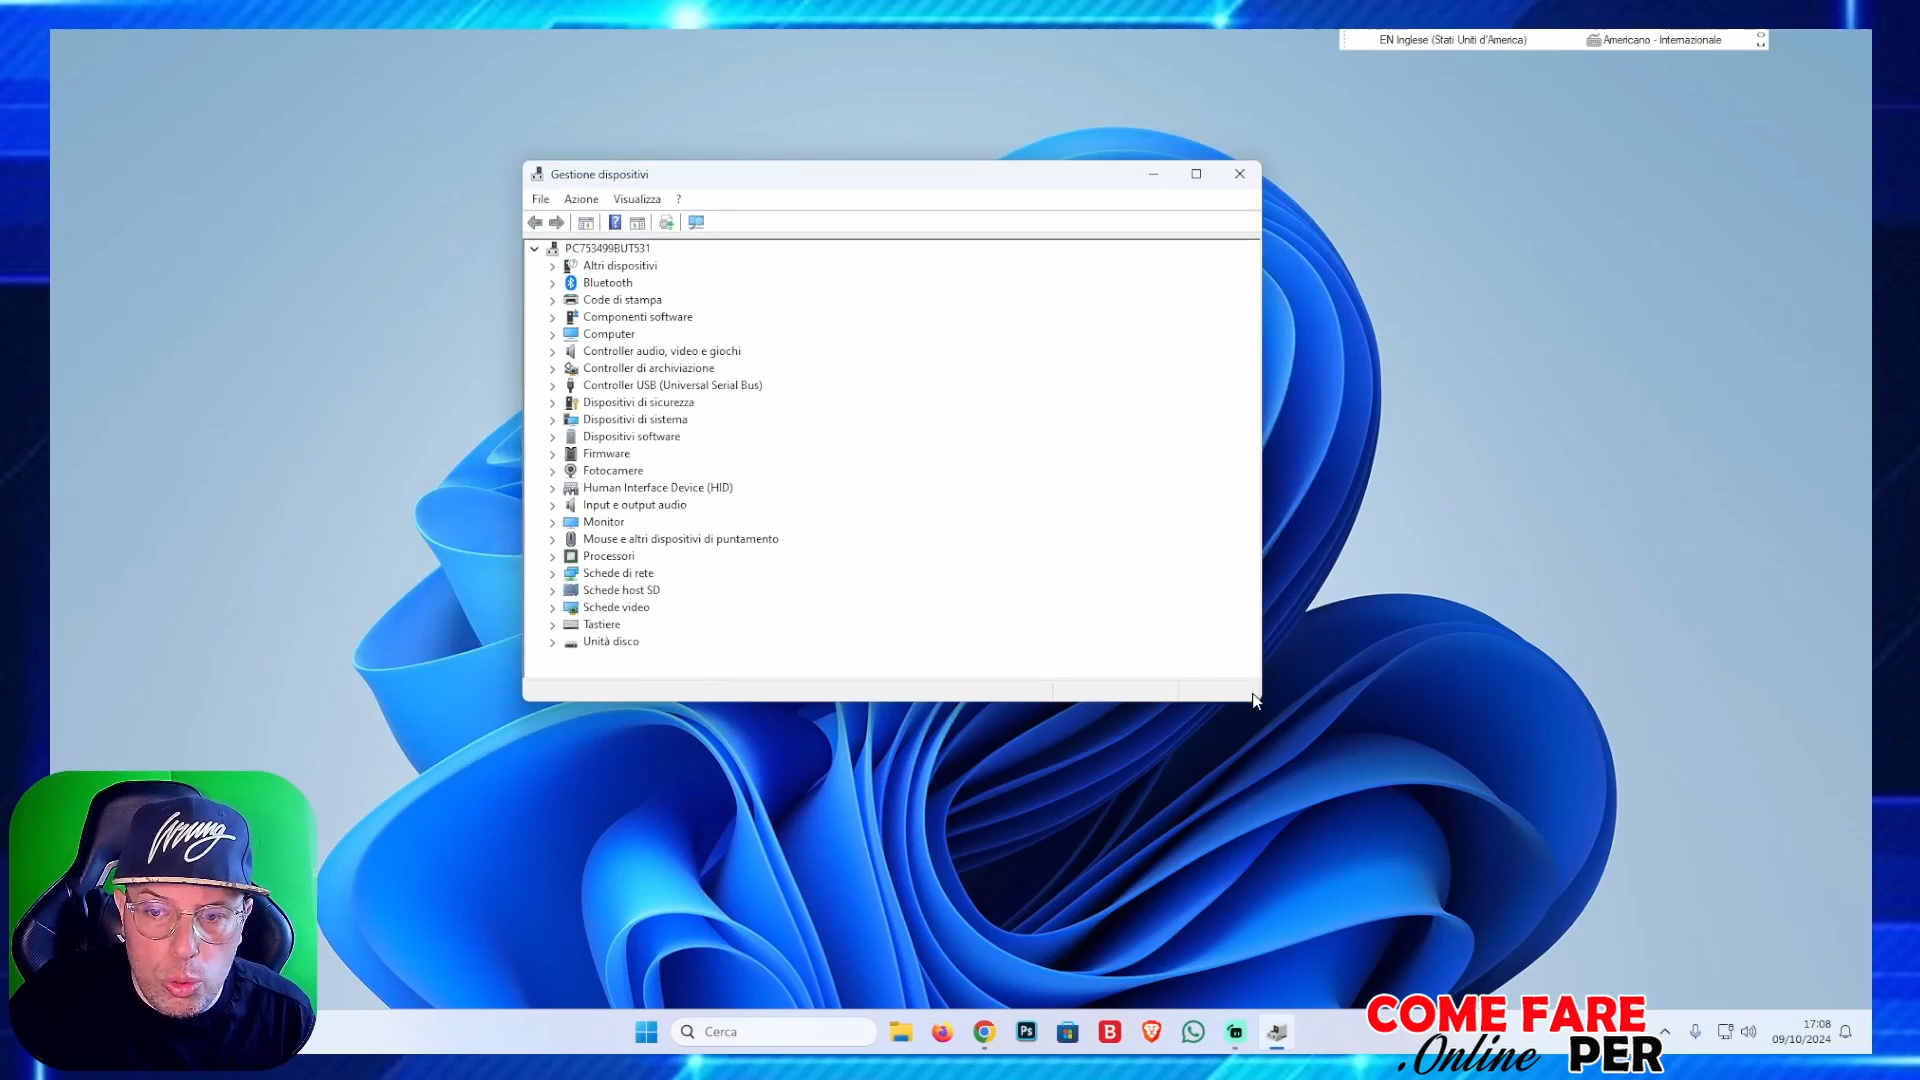 EN Inglese (Stati Uniti d'America) Americano - Internazionale
Gestione dispositivi
File Azione Visualizza ?
PC753499BUT531
Altri dispositivi
Bluetooth
Code di stampa
Componenti software
Computer
Controller audio, video e giochi
Controller di archiviazione
Controller USB (Universal Serial Bus)
Dispositivi di sicurezza
Dispositivi di sistema
Dispositivi software
Firmware
Fotocamere
Human Interface Device (HID)
Input e output audio
Monitor
Mouse e altri dispositivi di puntamento
Processori
Schede di rete
Schede host SD
Schede video
Tastiere
Unità disco
Cerca
Ps
B
17:08
09/10/2024
COME FARE
.Online PER